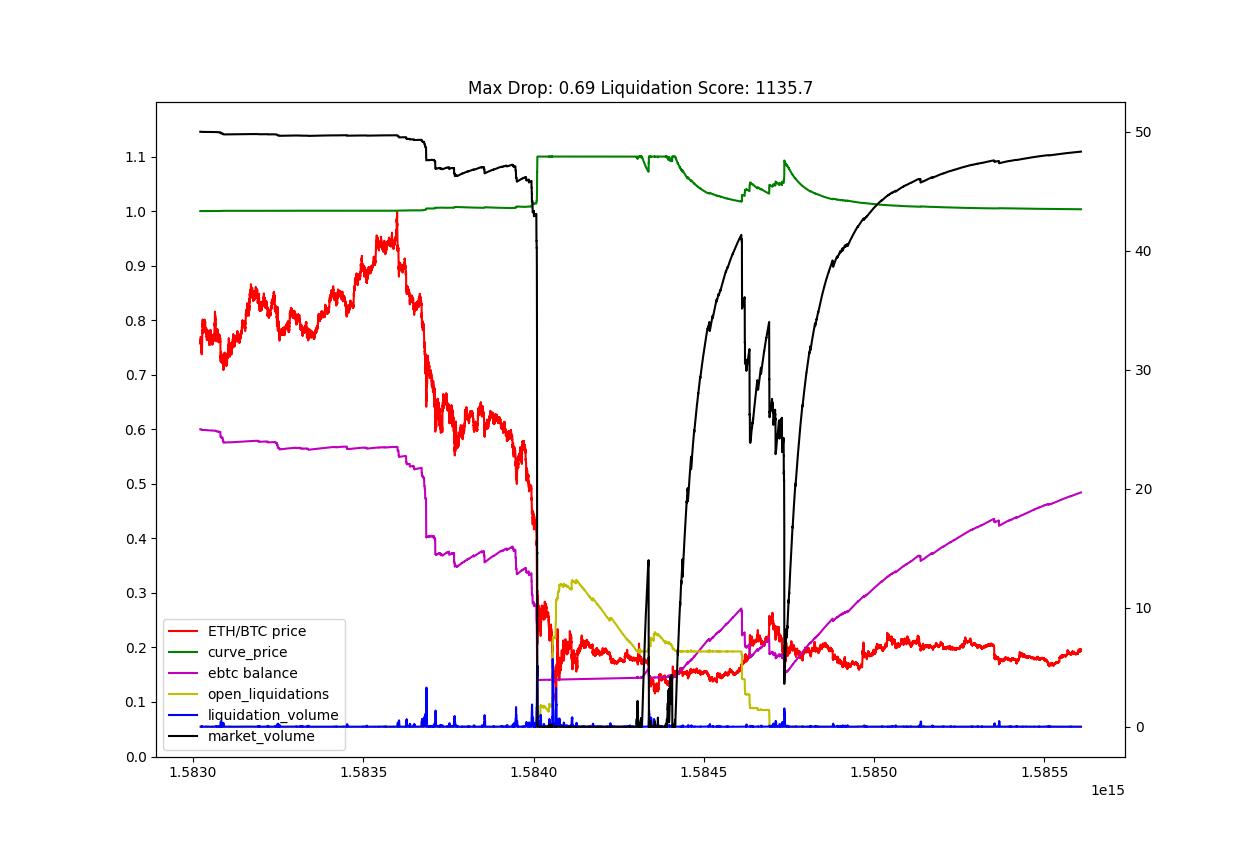 Max Drop: 0.69 Liquidation Score: 1135.7
1.1
1.0
0.9
0.8
0.7
0.6
0.5
0.4
0.3
0.2
0.1
0.0
50
40
30
20
10
0
ETH/BTC price
curve_price
ebtc balance
open_liquidations
liquidation_volume
market_volume
1.5830 1.5835 1.5840 1.5845 1.5850 1.5855
1e15